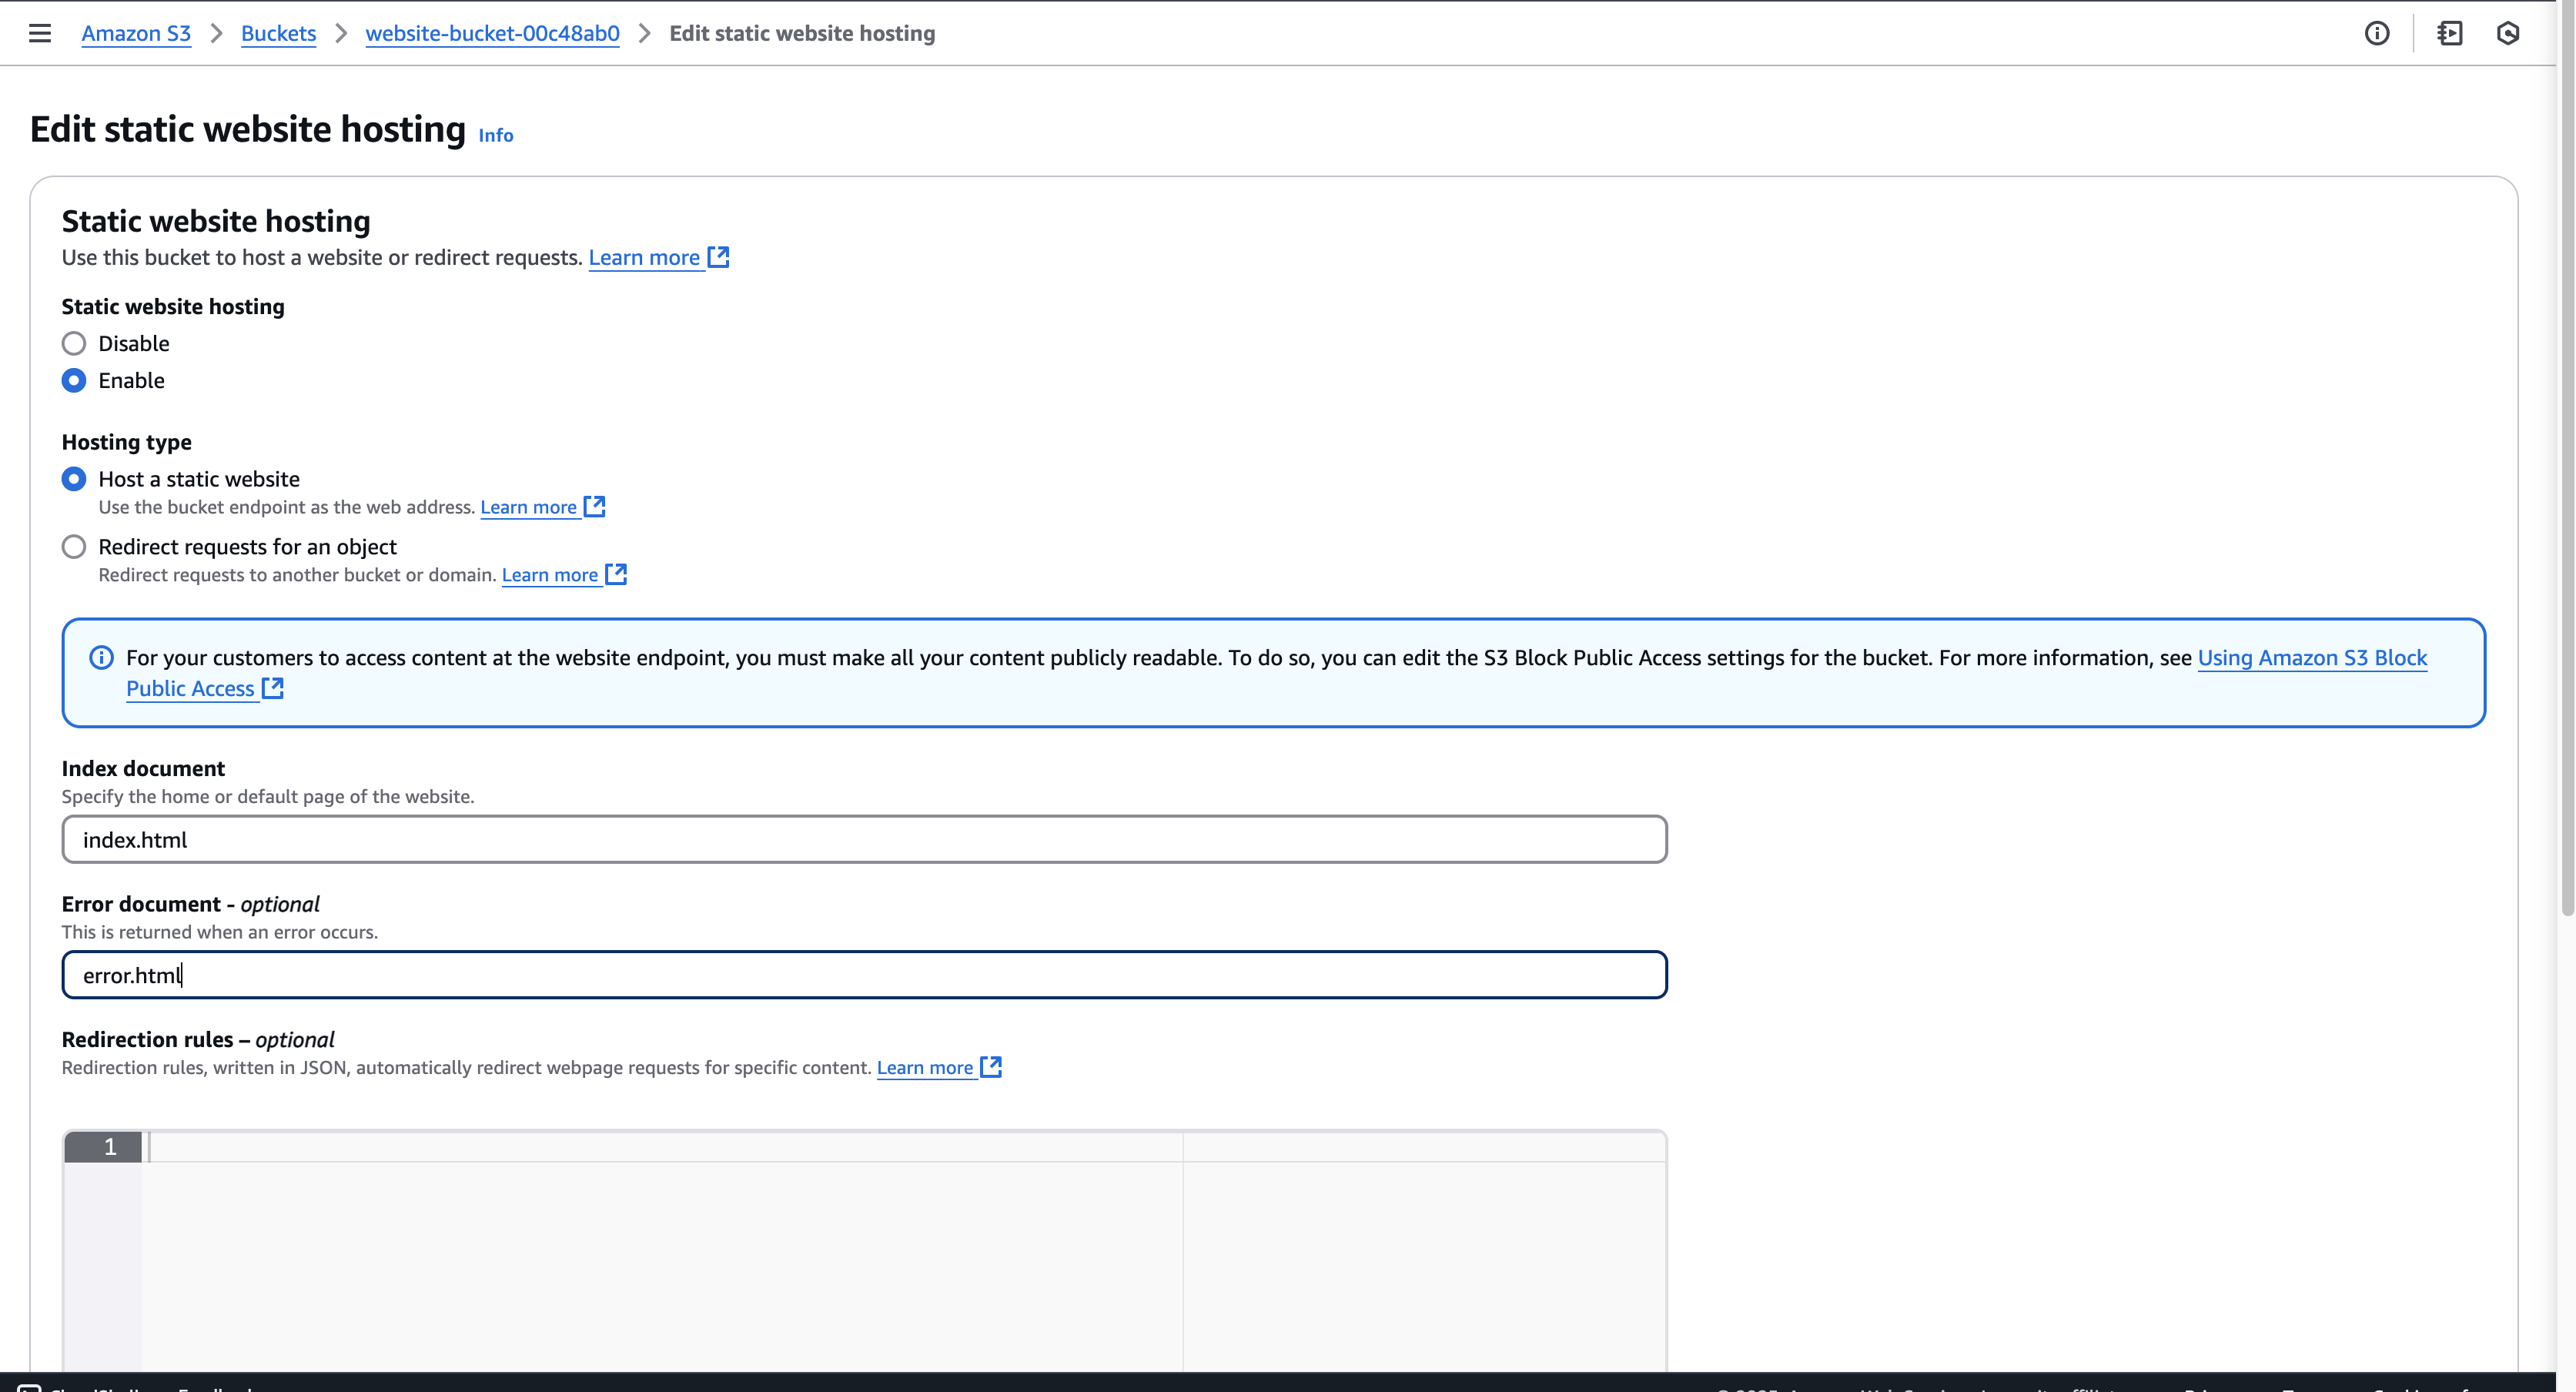 Amazon S3 > Buckets > website-bucket-00c48ab0 > Edit static website hosting
Edit static website hosting Info
Static website hosting
Use this bucket to host a website or redirect requests. Learn more
Static website hosting
Disable
Enable
Hosting type
Host a static website
Use the bucket endpoint as the web address. Learn more
Redirect requests for an object
Redirect requests to another bucket or domain. Learn more
For your customers to access content at the website endpoint, you must make all your content publicly readable. To do so, you can edit the S3 Block Public Access settings for the bucket. For more information, see Using Amazon S3 Block
Public Access
Index document
Specify the home or default page of the website.
index.html
Error document - optional
This is returned when an error occurs.
error.html
Redirection rules – optional
Redirection rules, written in JSON, automatically redirect webpage requests for specific content. Learn more
1